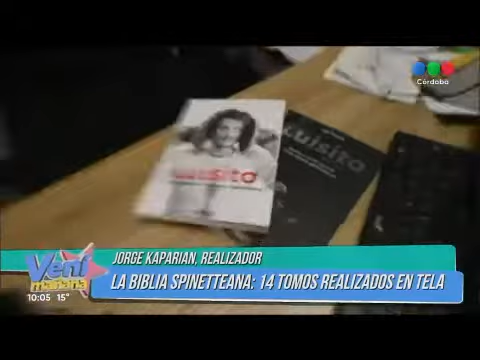 Córdoba
Luisito
LUISITO
JORGE KAPARIAN, REALIZADOR
LA BIBLIA SPINETTEANA: 14 TOMOS REALIZADOS EN TELA
Vení
mañana
10:05 15°